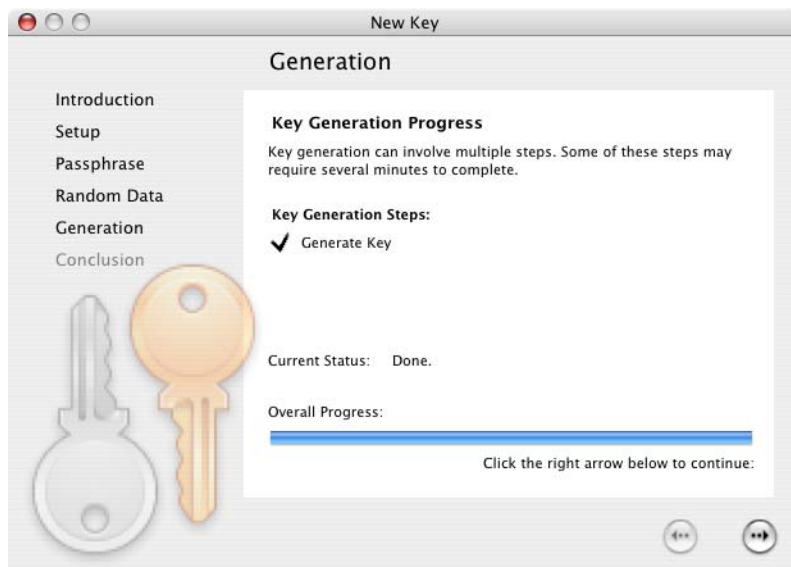 New Key
Generation
Introduction
Setup
Passphrase
Random Data
Generation
Conclusion
Key Generation Progress
Key generation can involve multiple steps. Some of these steps may
require several minutes to complete.
Key Generation Steps:
Generate Key
Current Status: Done.
Overall Progress:
Click the right arrow below to continue: